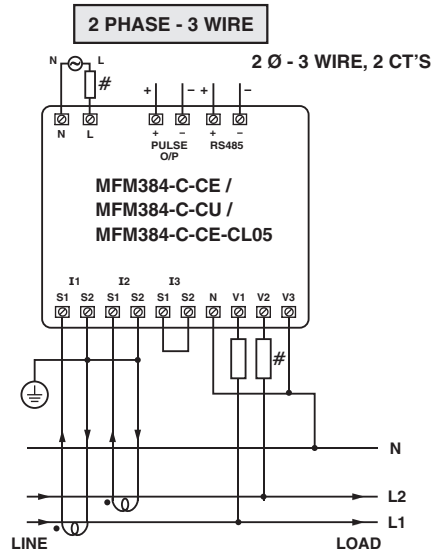 2 PHASE - 3 WIRE
2 Ø - 3 WIRE, 2 CT'S
N L
#
+ – + –
N L + – + –
PULSE O/P RS485
MFM384-C-CE /
MFM384-C-CU /
MFM384-C-CE-CL05
I1 I2 I3
S1 S2 S1 S2 S1 S2 N V1 V2 V3
#
N
L2
L1
LINE LOAD